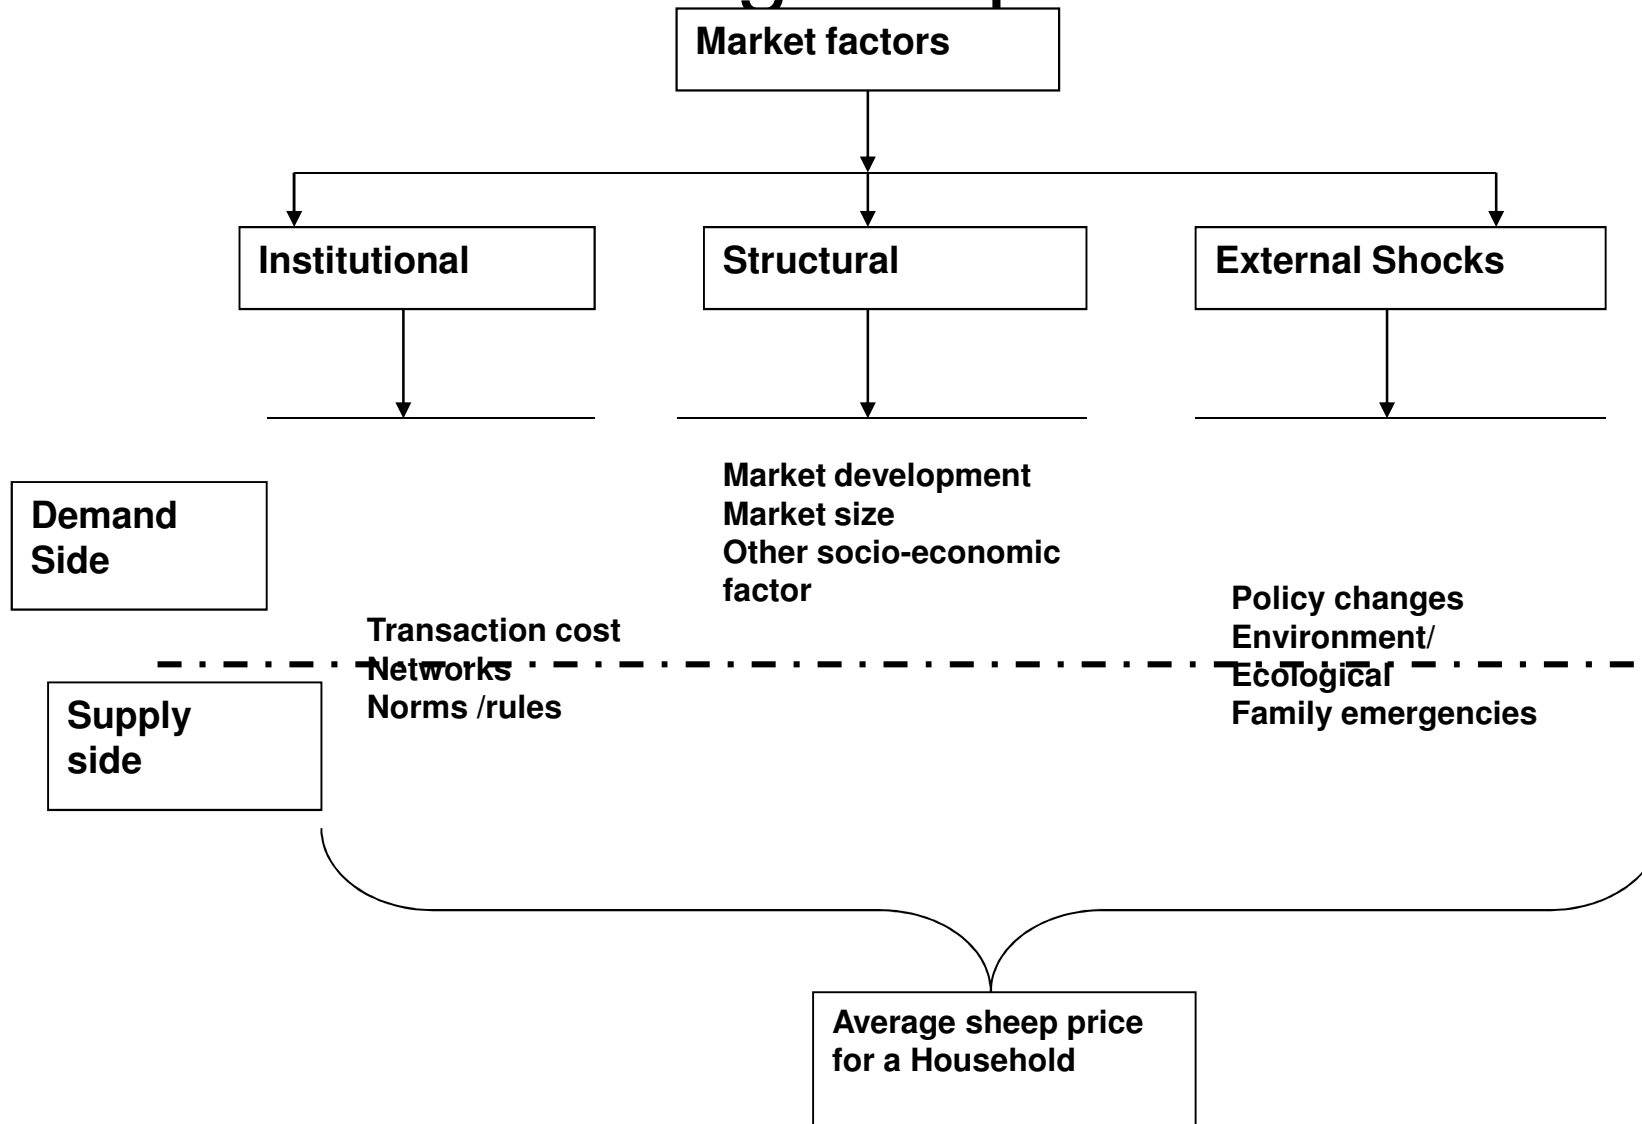 Market factors
Institutional
Structural
External Shocks
Demand
Side
Market development
Market size
Other socio-economic
factor
Transaction cost
Networks
Norms /rules
Policy changes
Environment/
Ecological
Family emergencies
Supply
side
Average sheep price
for a Household